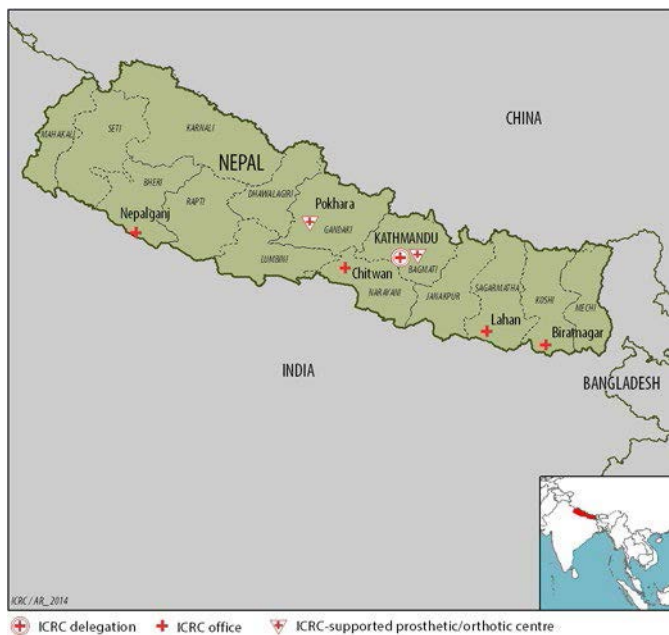 CHINA
MAHAKALI
SETI
KARNALI
NEPAL
BHERI
DHAWALAGIRI
Pokhara
RAPTI
Nepalganj
GANDAKI
KATHMANDU
LUMBINI
Chitwan
BAGMATI
NARAYANI
JANAKPUR
SAGARMATHA
KOSHI
MECHI
Lahan
Biratnagar
INDIA
BANGLADESH
ICRC / AR_2014
ICRC delegation
ICRC office
ICRC-supported prosthetic/orthotic centre